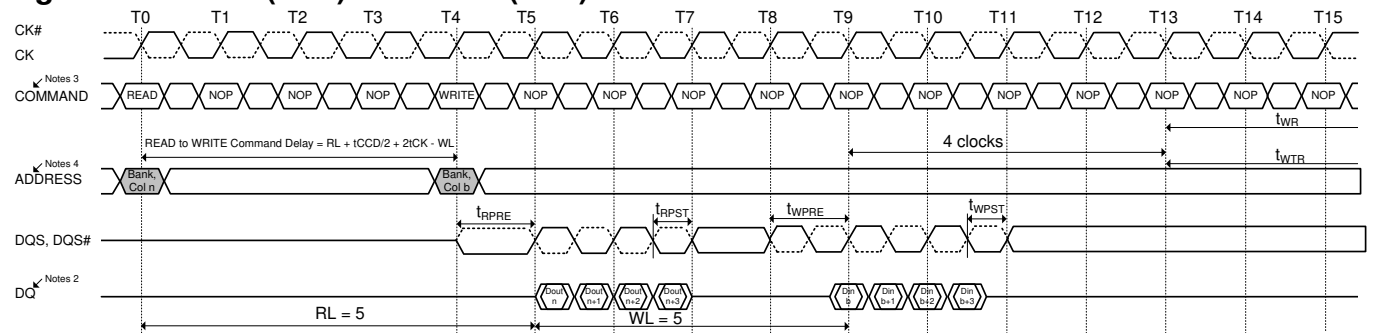 T0 T1 T2 T3 T4 T5 T6 T7 T8 T9 T10 T11 T12 T13 T14 T15
CK#
CK
Notes 3
COMMAND READ NOP NOP NOP WRITE NOP NOP NOP NOP NOP NOP NOP NOP NOP NOP NOP
tWR
READ to WRITE Command Delay = RL + tCCD/2 + 2tCK - WL
4 clocks
tWTR
Notes 4
ADDRESS
Bank, Col n
Bank, Col b
tRPRE tRPST tWPRE tWPST
DQS, DQS#
Notes 2
DQ
Dout n
Dout n+1
Dout n+2
Dout n+3
Din b
Din b+1
Din b+2
Din b+3
RL = 5
WL = 5